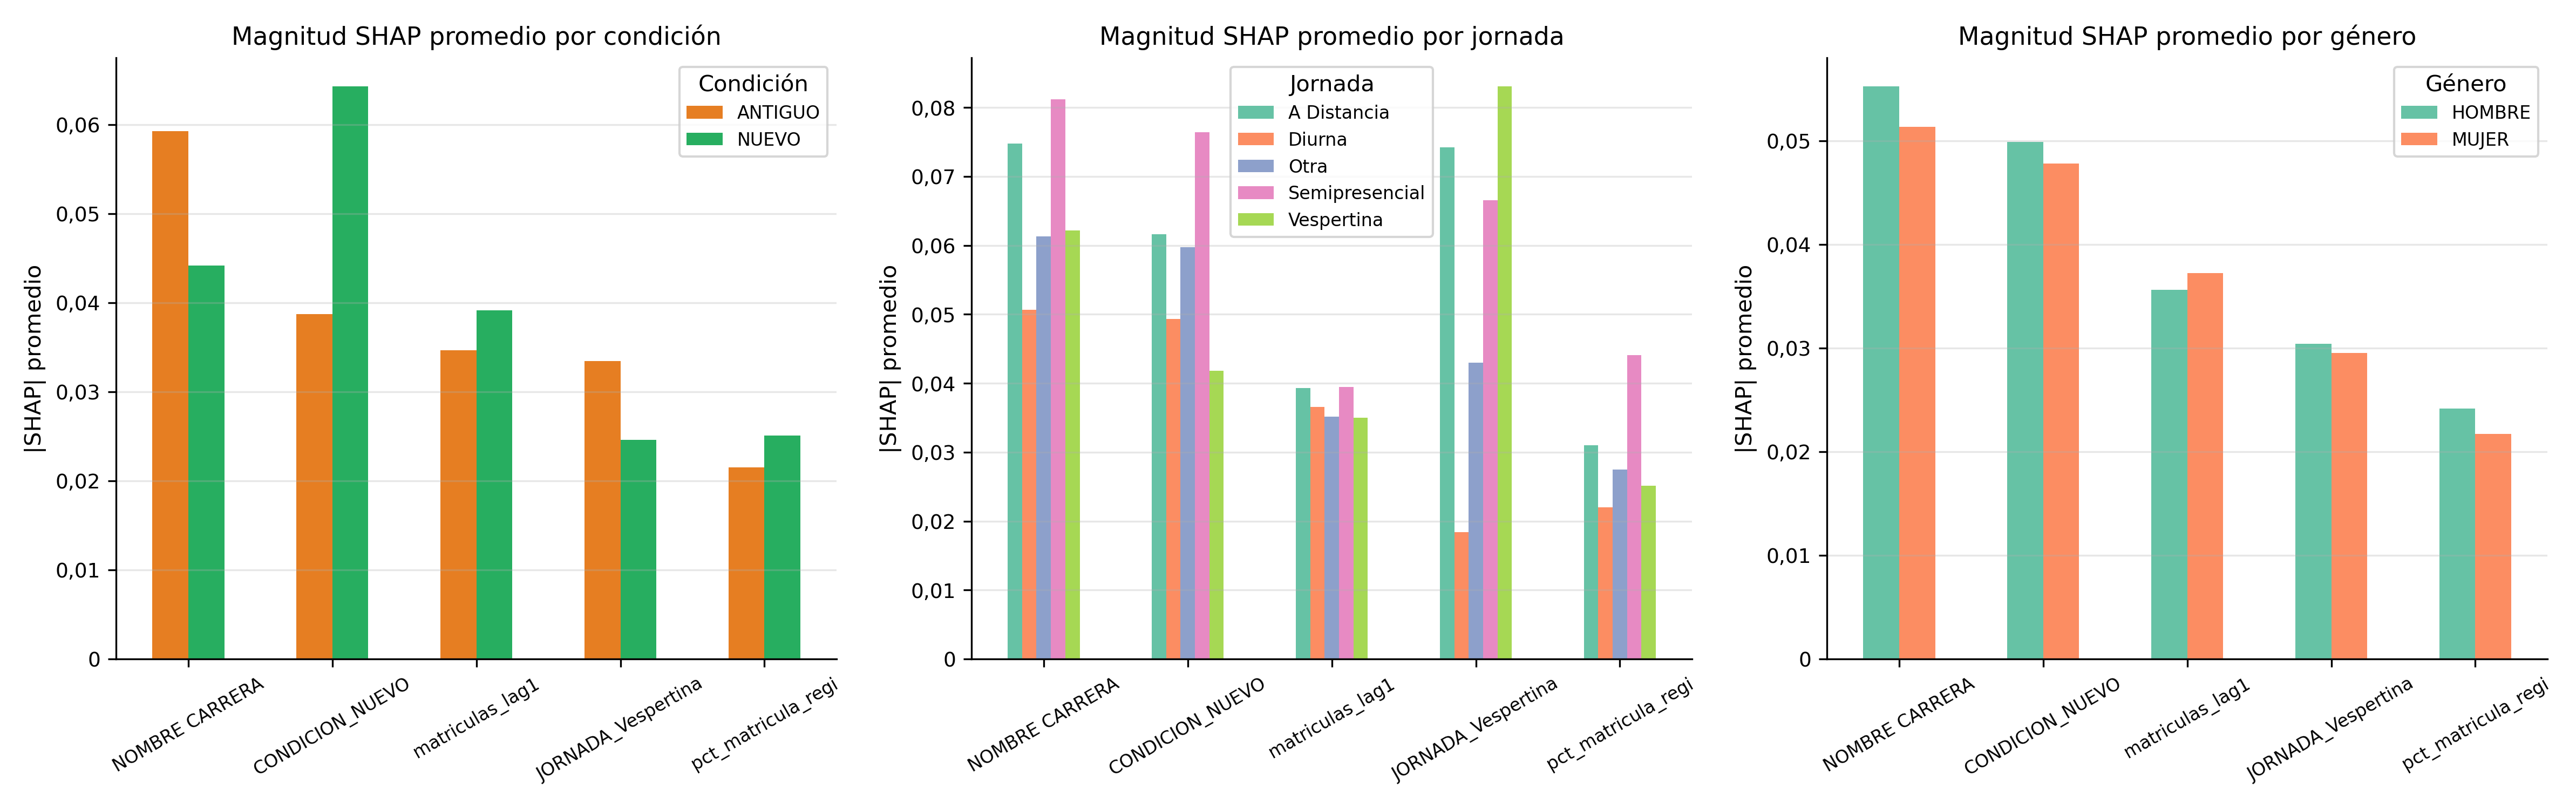 Magnitud SHAP promedio por condición
|SHAP| promedio
0,06
0,05
0,04
0,03
0,02
0,01
0
Condición
ANTIGUO
NUEVO
NOMBRE CARRERA
CONDICION_NUEVO
matriculas_lag1
JORNADA_Vespertina
pct_matricula_regi
Magnitud SHAP promedio por jornada
|SHAP| promedio
0,08
0,07
0,06
0,05
0,04
0,03
0,02
0,01
0
Jornada
A Distancia
Diurna
Otra
Semipresencial
Vespertina
NOMBRE CARRERA
CONDICION_NUEVO
matriculas_lag1
JORNADA_Vespertina
pct_matricula_regi
Magnitud SHAP promedio por género
|SHAP| promedio
0,05
0,04
0,03
0,02
0,01
0
Género
HOMBRE
MUJER
NOMBRE CARRERA
CONDICION_NUEVO
matriculas_lag1
JORNADA_Vespertina
pct_matricula_regi